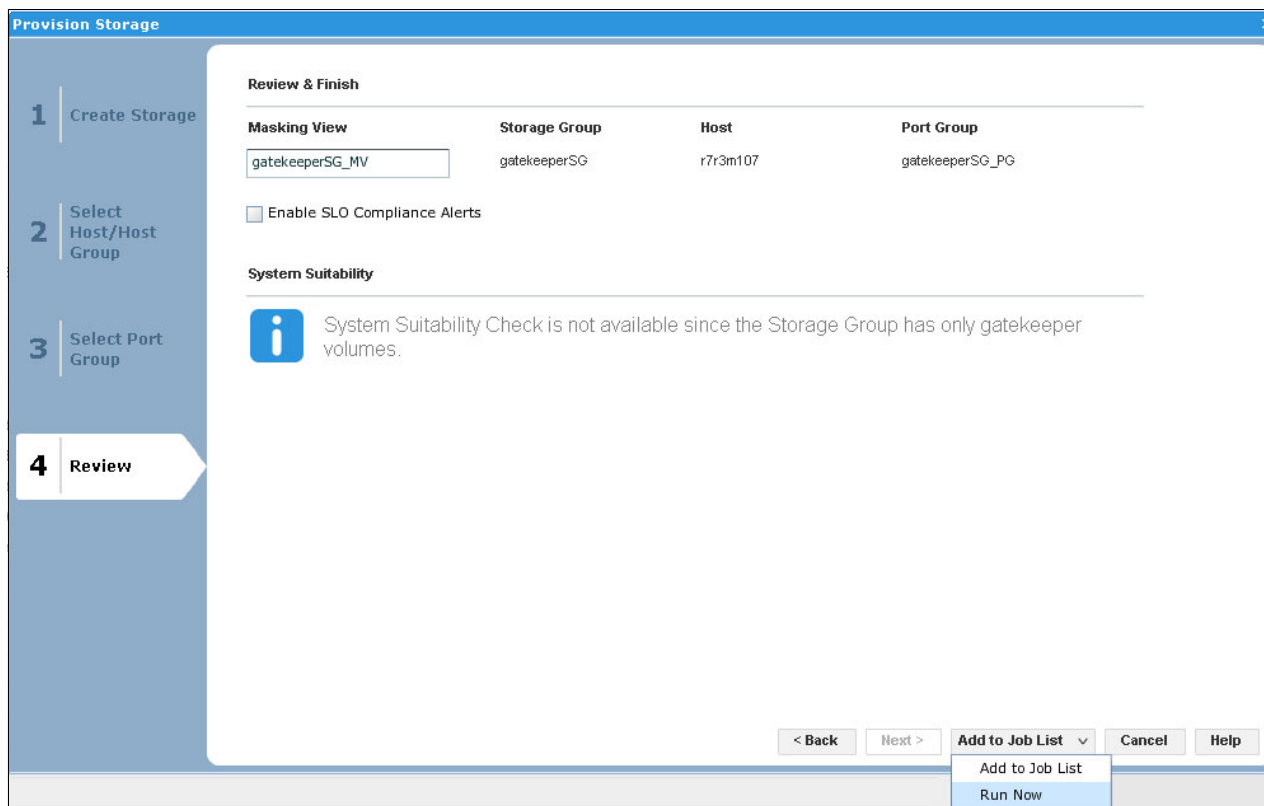 Provision Storage
1 Create Storage
2 Select Host/Host Group
3 Select Port Group
4 Review
Review & Finish
Masking View Storage Group Host Port Group
gatekeeperSG_MV gatekeeperSG r7r3m107 gatekeeperSG_PG
Enable SLO Compliance Alerts
System Suitability
i
System Suitability Check is not available since the Storage Group has only gatekeeper
volumes.
< Back Next > Add to Job List Cancel Help
Add to Job List
Run Now